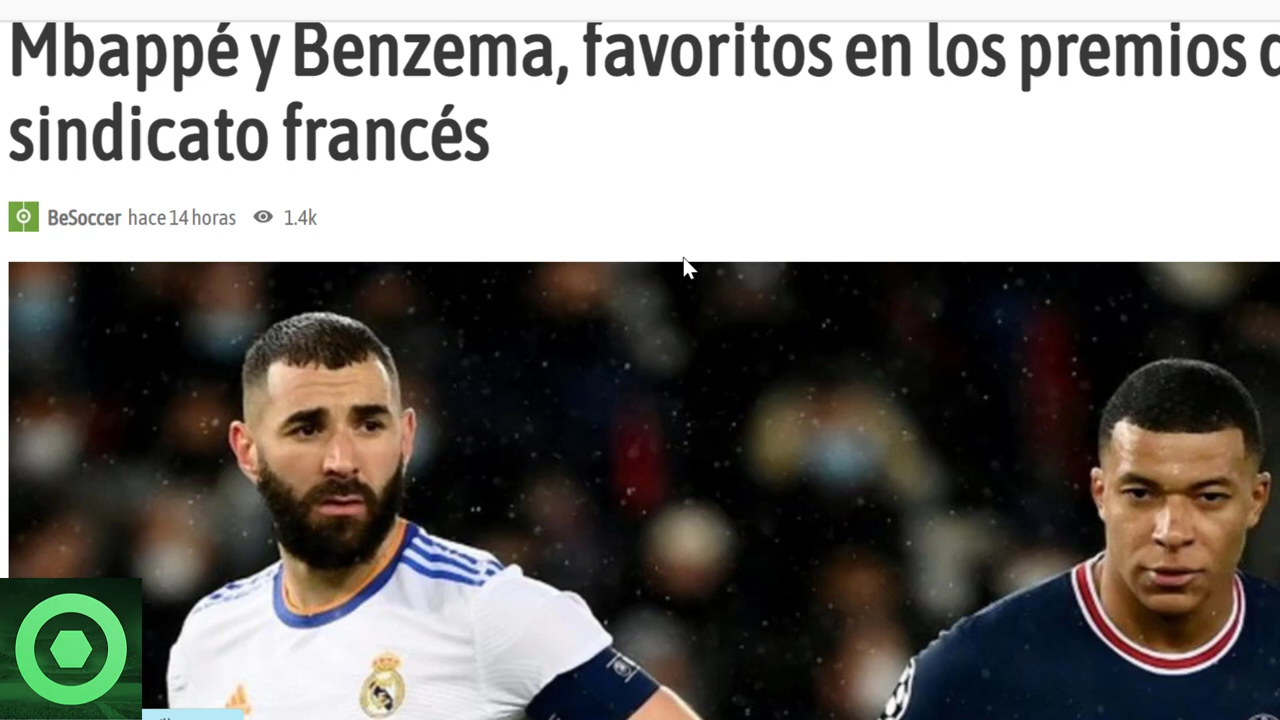 Mbappé y Benzema, favoritos en los premios
sindicato francés
BeSoccer hace 14 horas 1.4k